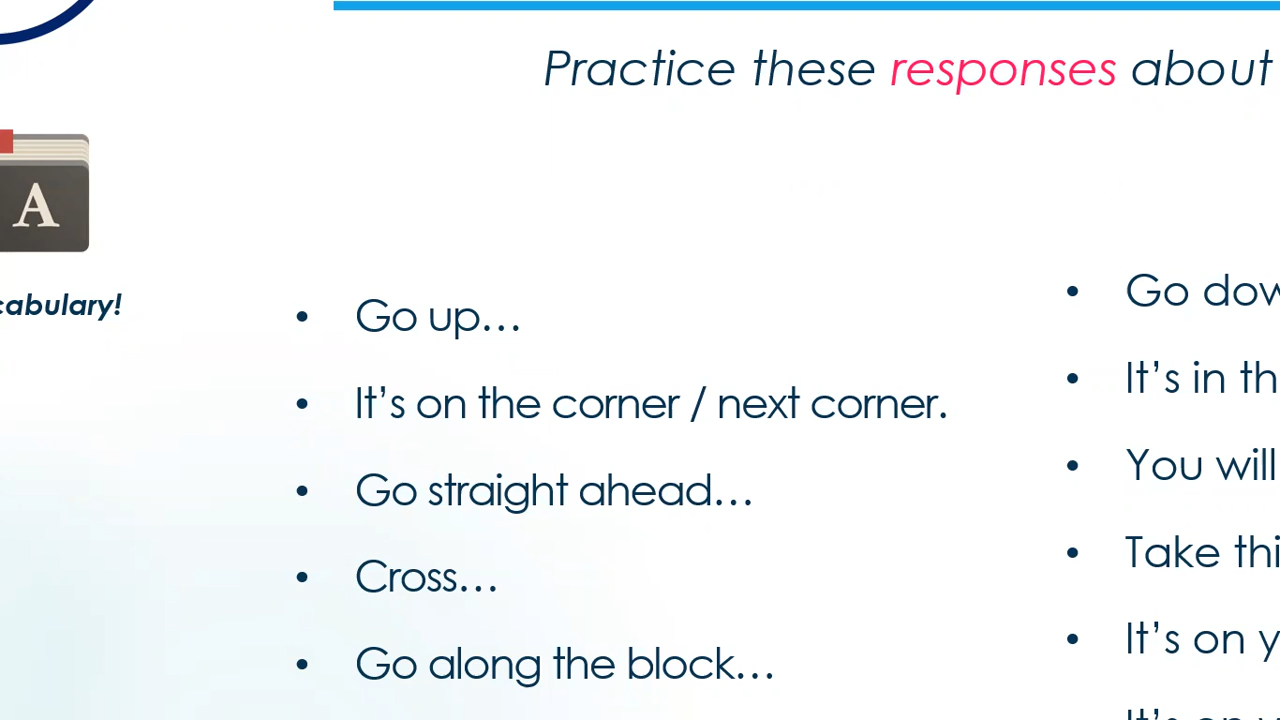 Practice these responses about
A
cabulary!
Go up…
It’s on the corner / next corner.
Go straight ahead…
Cross…
Go along the block…
Go dow
It’s in th
You will
Take thi
It’s on y